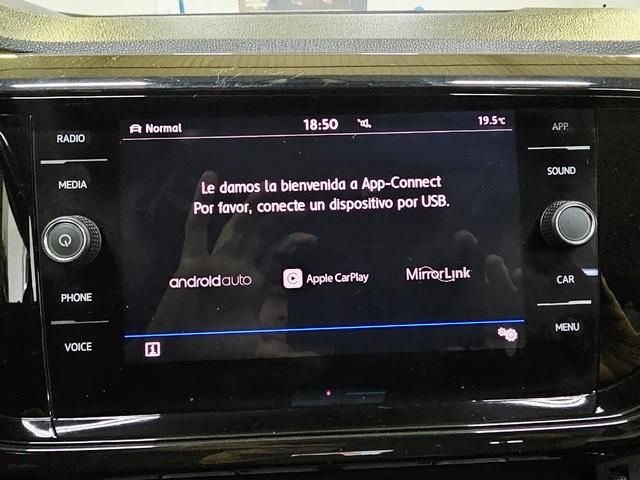 RADIO
MEDIA
PHONE
VOICE
Normal
18:50
19.5°c
Le damos la bienvenida a App-Connect
Por favor, conecte un dispositivo por USB.
androidauto
Apple CarPlay
MirrorLink
APP
SOUND
CAR
MENU